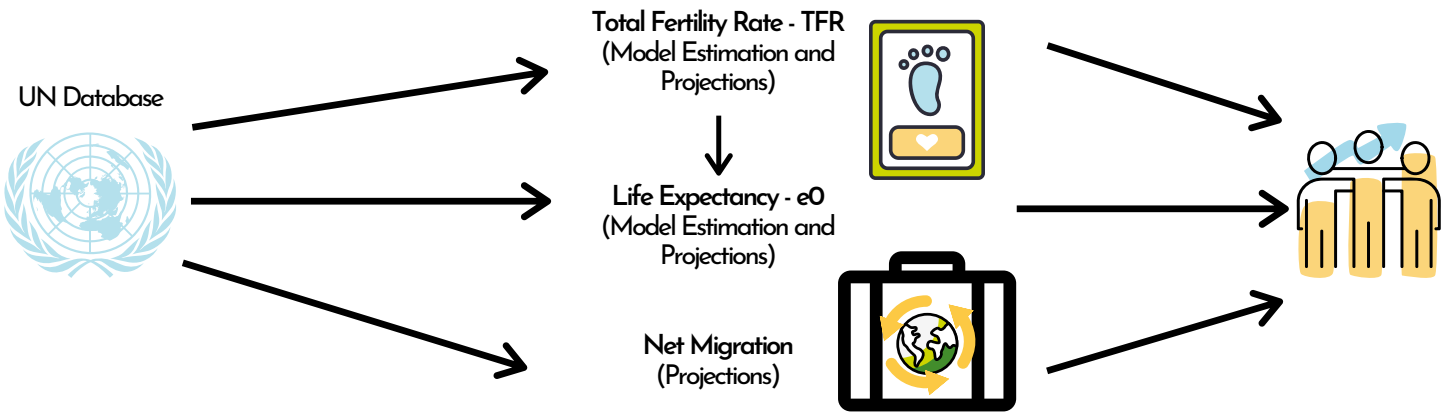 UN Database
Total Fertility Rate - TFR
(Model Estimation and
Projections)
Life Expectancy - e0
(Model Estimation and
Projections)
Net Migration
(Projections)